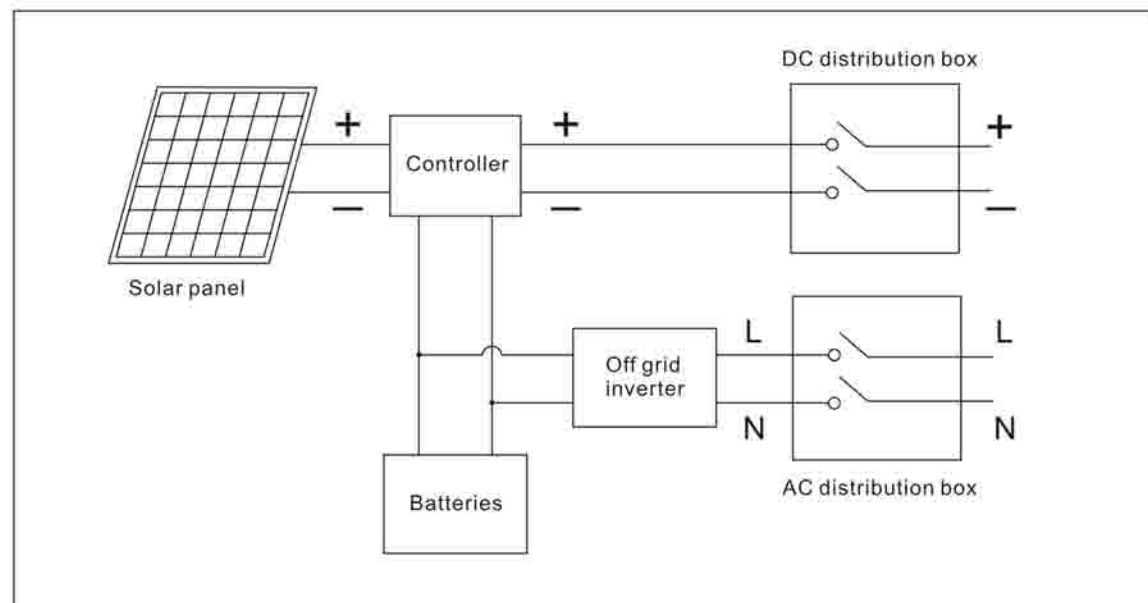 DC distribution box
+
+
+
Controller
−
−
−
Solar panel
L
L
Off grid
inverter
N
N
Batteries
AC distribution box